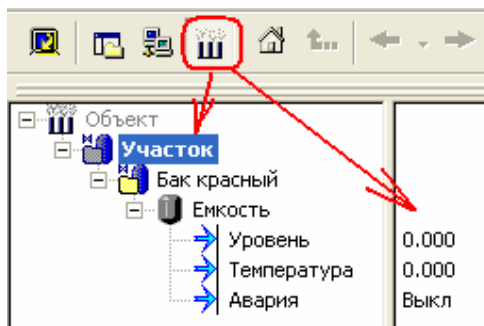 Объект
Участок
Бак красный
Емкость
Уровень 0.000
Температура 0.000
Авария Выкл